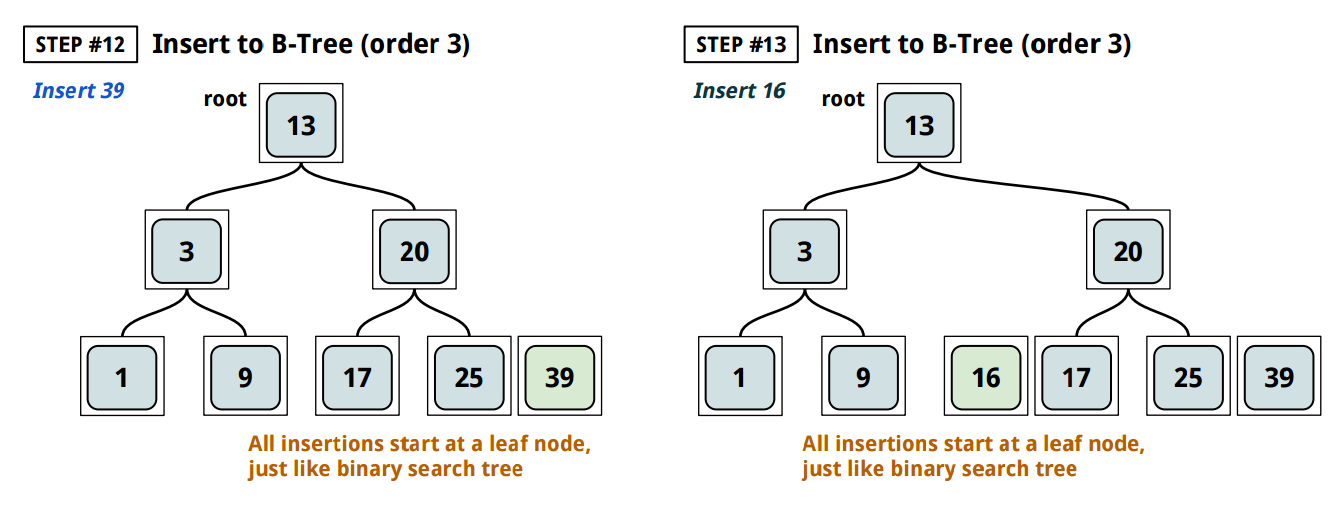 STEP #12 Insert to B-Tree (order 3)
Insert 39
root
13
3 20
1 9 17 25 39
All insertions start at a leaf node,
just like binary search tree
STEP #13 Insert to B-Tree (order 3)
Insert 16
root
13
3 20
1 9 16 17 25 39
All insertions start at a leaf node,
just like binary search tree